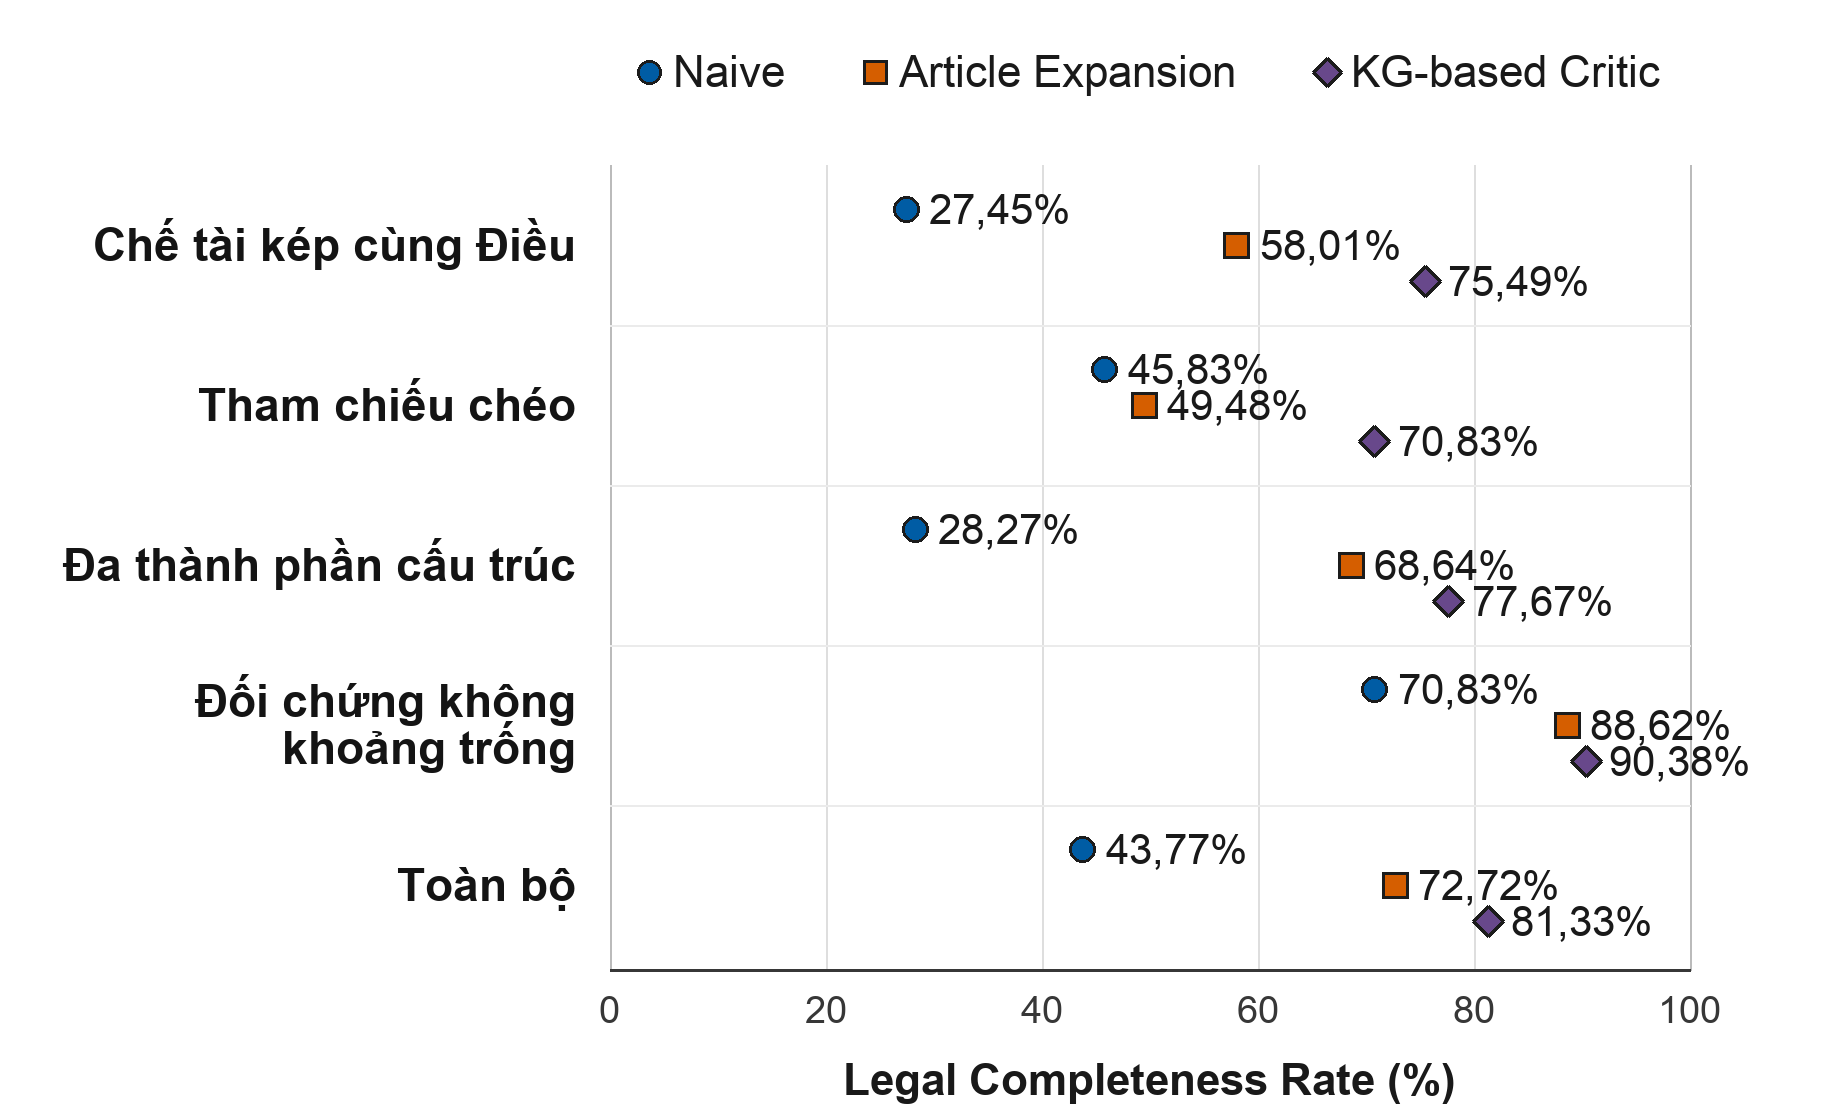 Naive Article Expansion KG-based Critic
Chế tài kép cùng Điều
27,45%
58,01%
75,49%
Tham chiếu chéo
45,83%
49,48%
70,83%
Đa thành phần cấu trúc
28,27%
68,64%
77,67%
Đối chứng không
khoảng trống
70,83%
88,62%
90,38%
Toàn bộ
43,77%
72,72%
81,33%
0 20 40 60 80 100
Legal Completeness Rate (%)